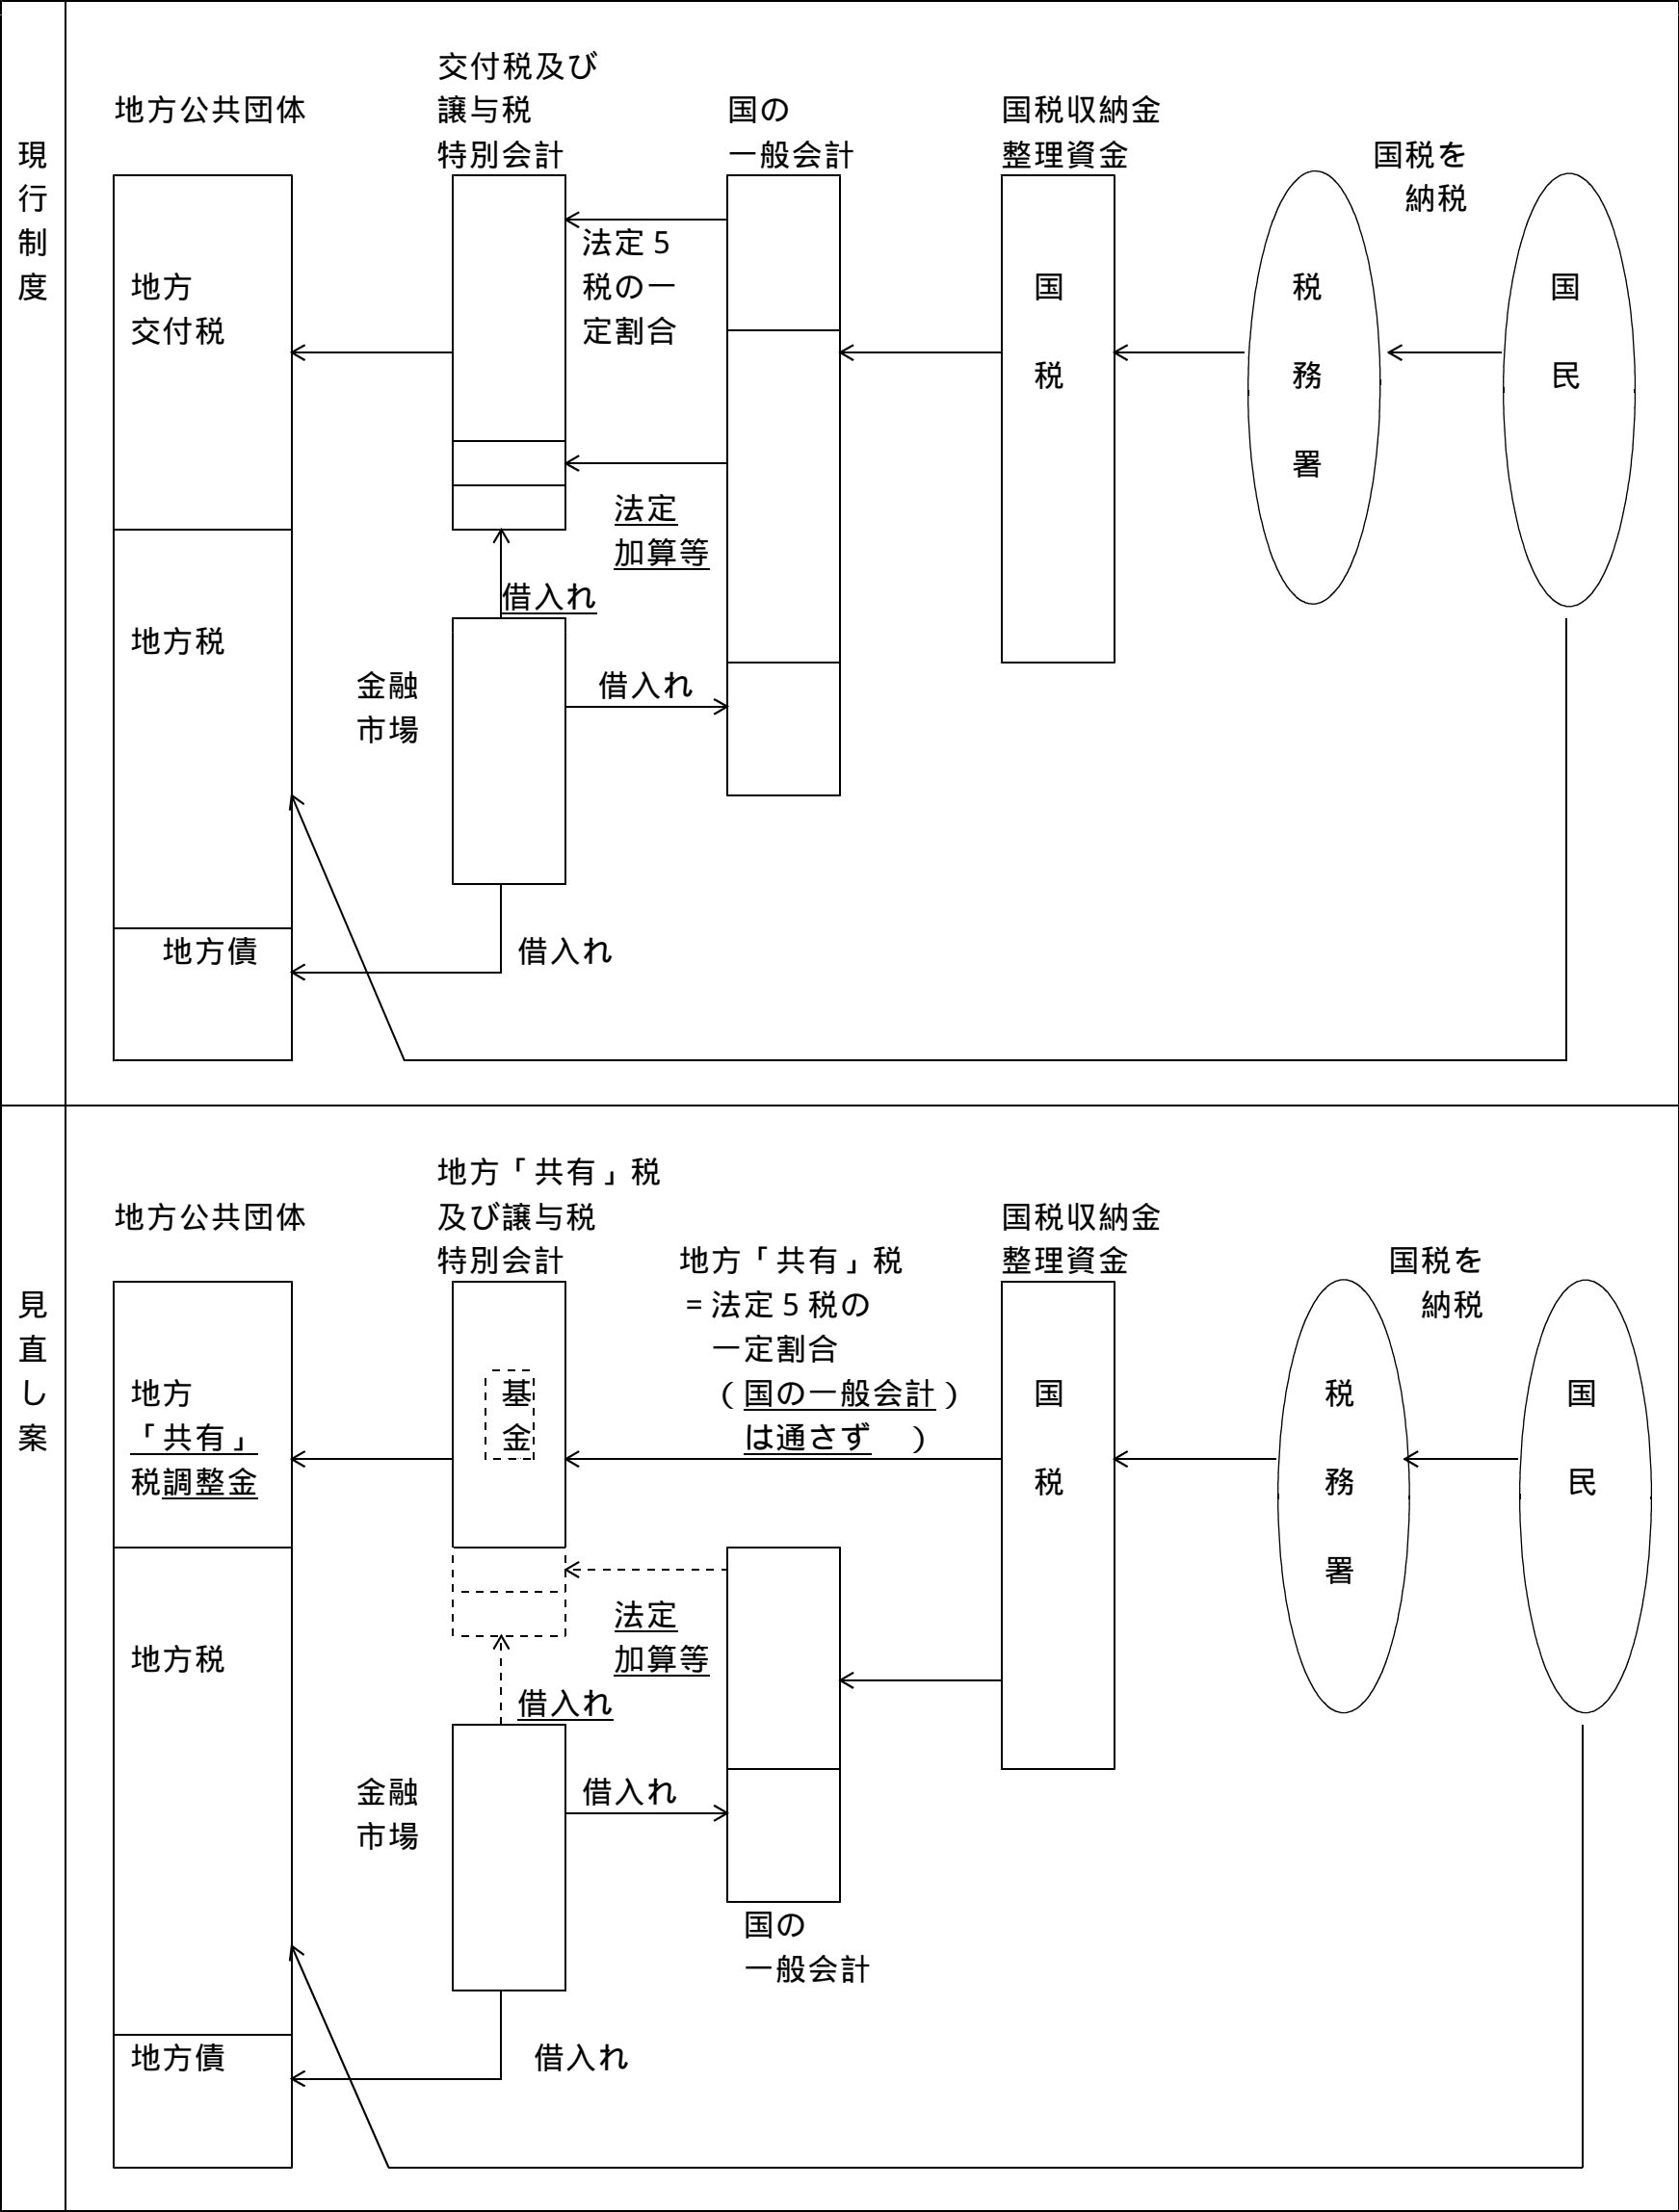 現行制度
交付税及び
地方公共団体
譲与税
国の
国税収納金
特別会計
一般会計
整理資金
国税を
納税
法定5
税の一
定割合
地方
交付税
国税
税務署
国民
法定
加算等
借入れ
地方税
金融
市場
借入れ
地方債
借入れ
見直し案
地方「共有」税
地方公共団体
及び譲与税
国税収納金
特別会計
地方「共有」税
整理資金
国税を
=法定5税の
納税
一定割合
地方
基金
(国の一般会計)
「共有」
は通さず )
税調整金
国税
税務署
国民
法定
加算等
地方税
借入れ
金融
市場
借入れ
国の
一般会計
地方債
借入れ